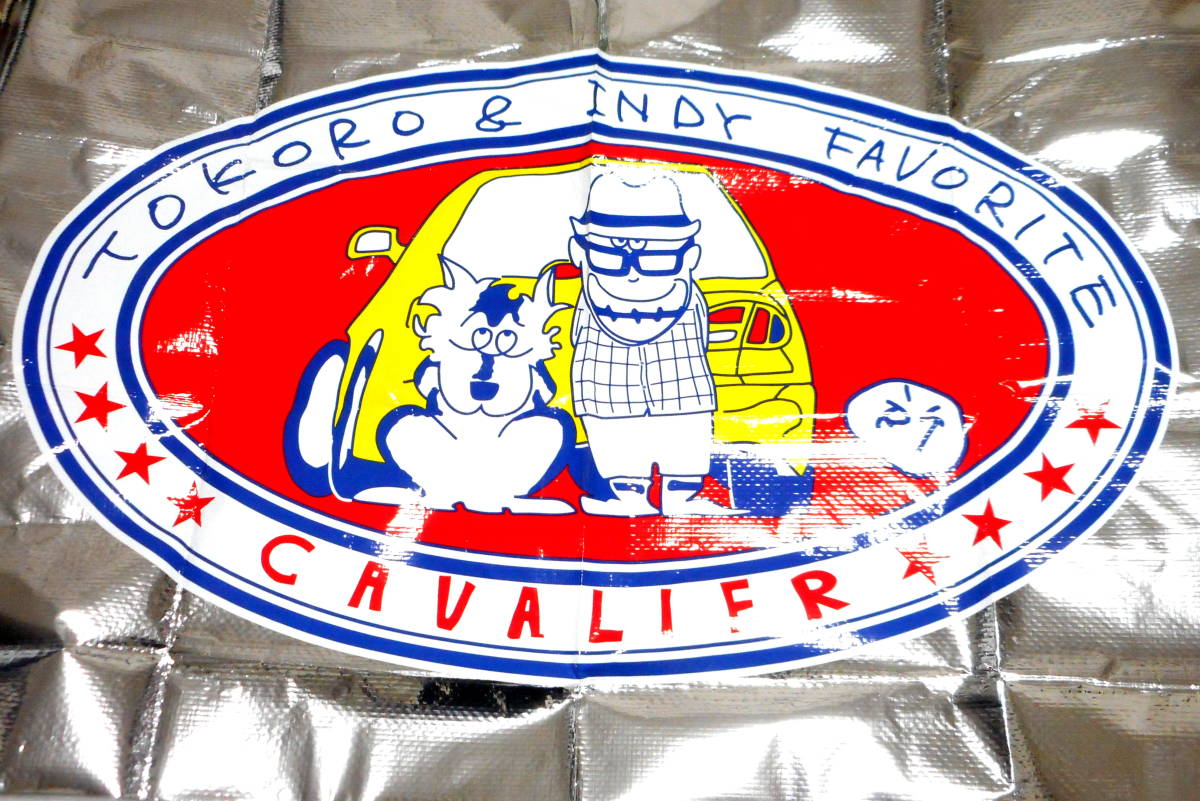 TOKORO & INDY FAVORITE
CAVALIER